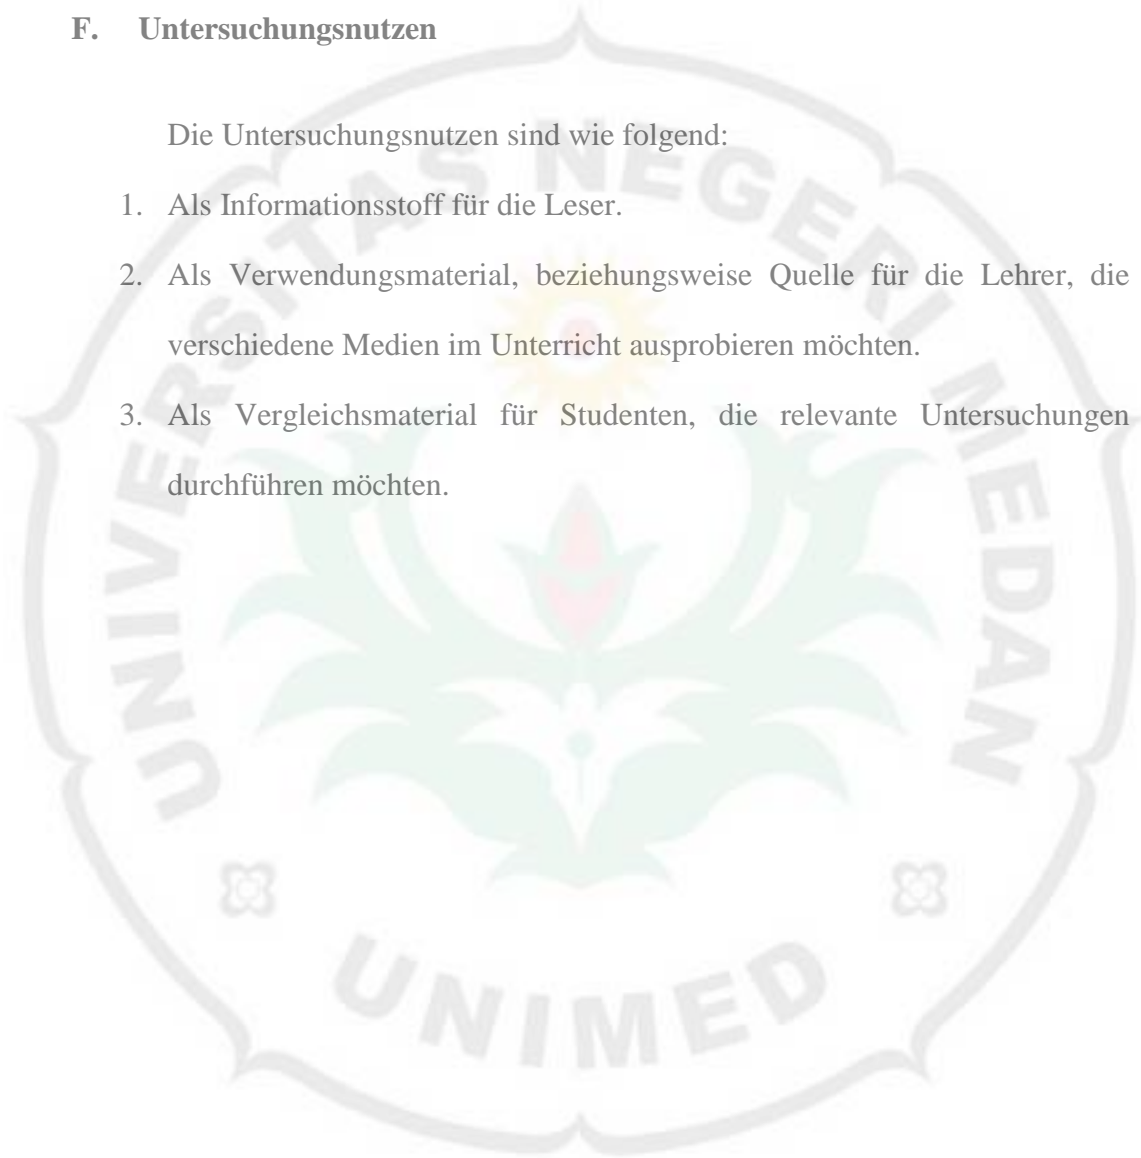 F. Untersuchungsnutzen
Die Untersuchungsnutzen sind wie folgend:
1. Als Informationsstoff für die Leser.
2. Als Verwendungsmaterial, beziehungsweise Quelle für die Lehrer, die
verschiedene Medien im Unterricht ausprobieren möchten.
3. Als Vergleichsmaterial für Studenten, die relevante Untersuchungen
durchführen möchten.
UNIVERSITAS NEGERI MEDAN
UNIMED